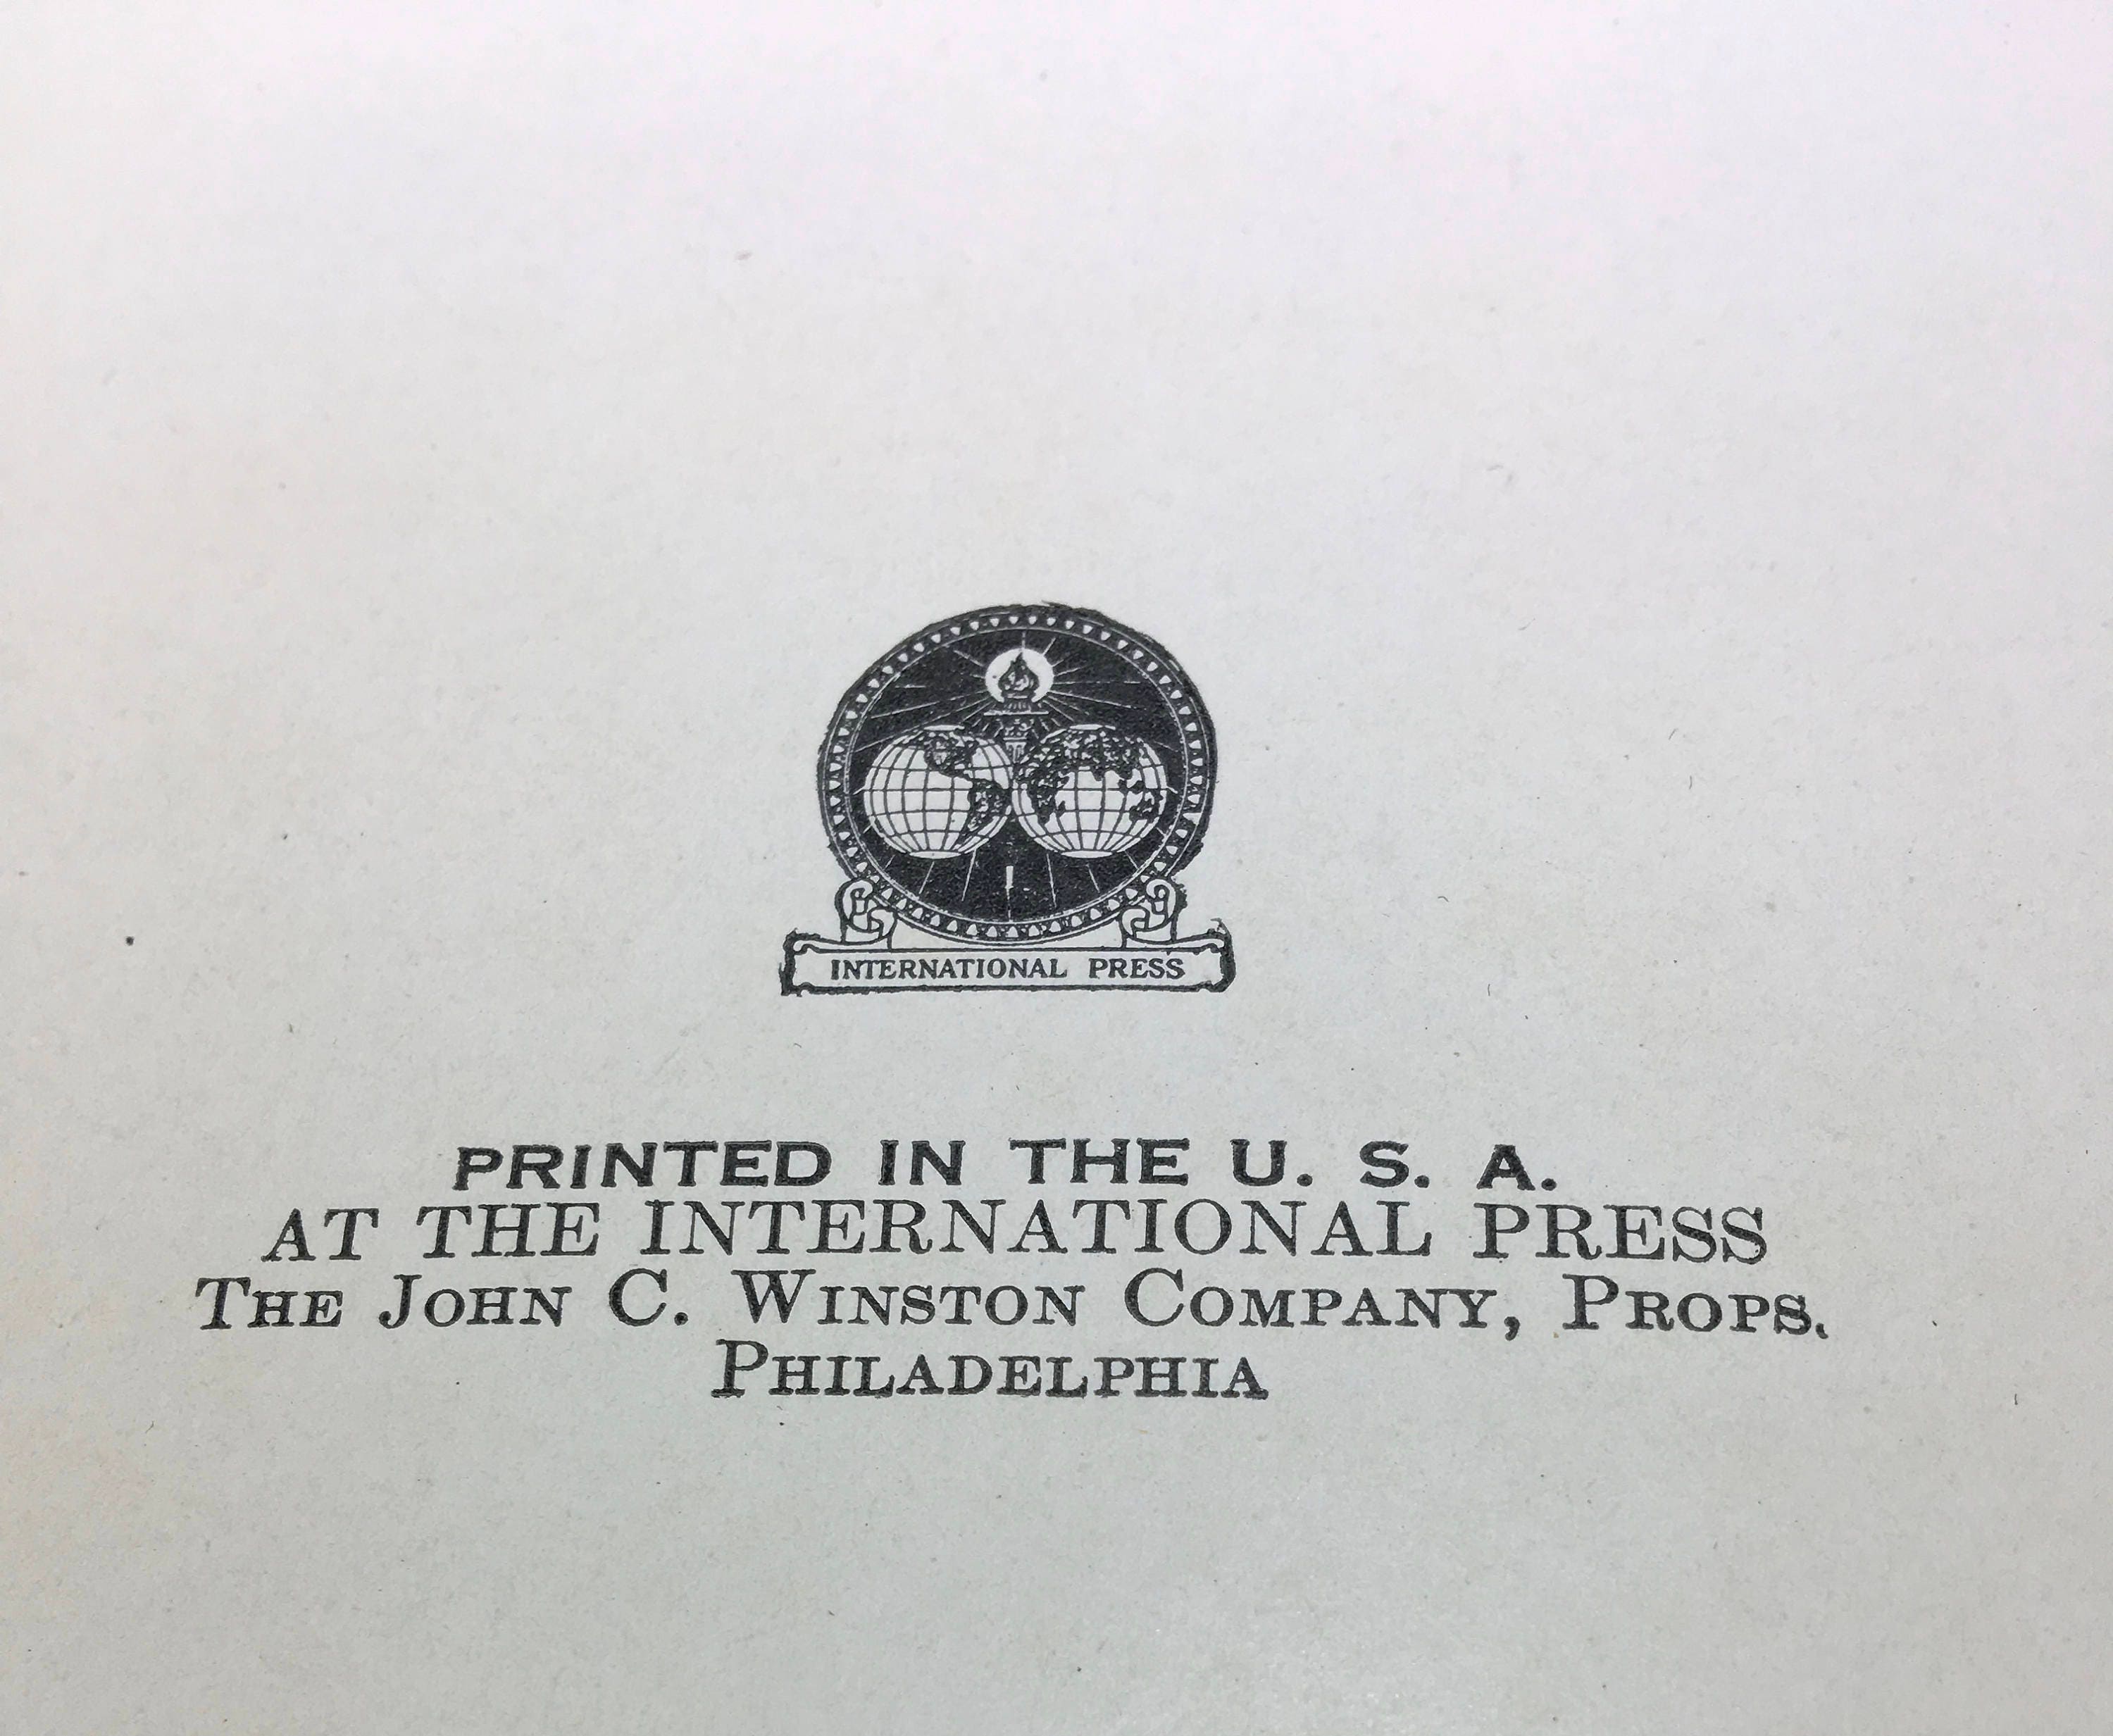 INTERNATIONAL PRESS
PRINTED IN THE U. S. A.
AT THE INTERNATIONAL PRESS
THE JOHN C. WINSTON COMPANY, PROPS.
PHILADELPHIA